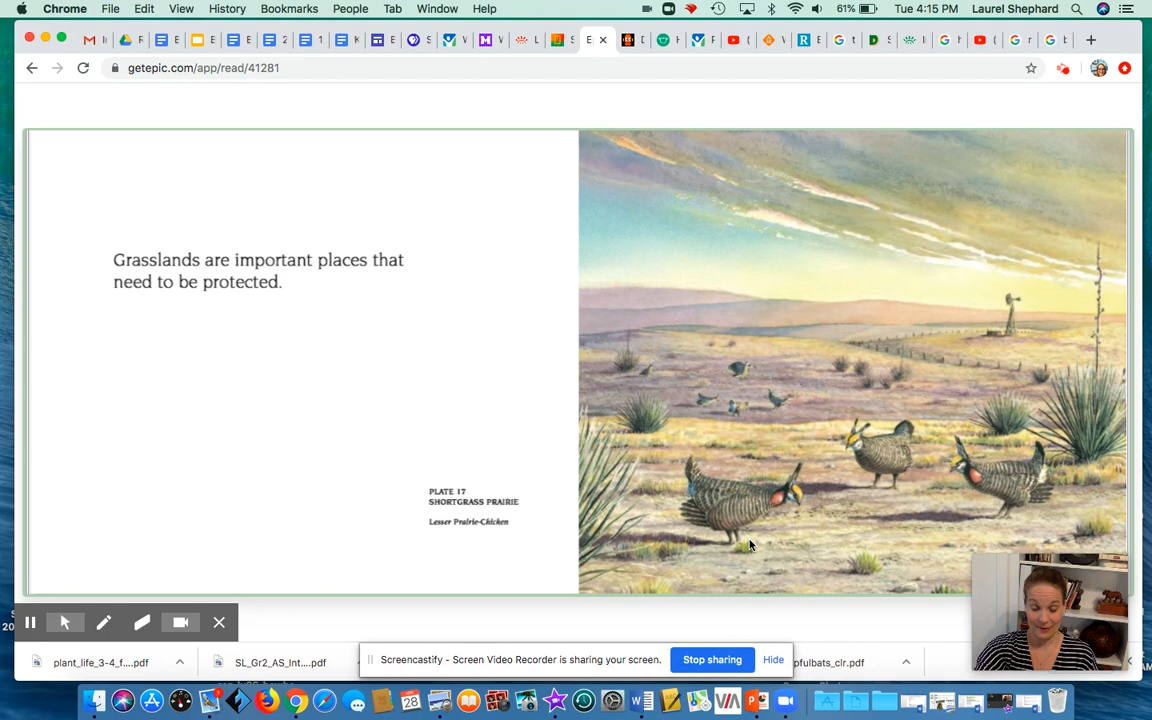 Chrome File Edit View History Bookmarks People Tab Window Help 61% Tue 4:15 PM Laurel Shephard
getepic.com/app/read/41281
Grasslands are important places that
need to be protected.
PLATE 17
SHORTGRASS PRAIRIE
Lesser Prairie-Chicken
plant_life_3-4_f....pdf SL_Gr2_AS_Int....pdf Screencastify - Screen Video Recorder is sharing your screen. Stop sharing Hide pfulbats_clr.pdf